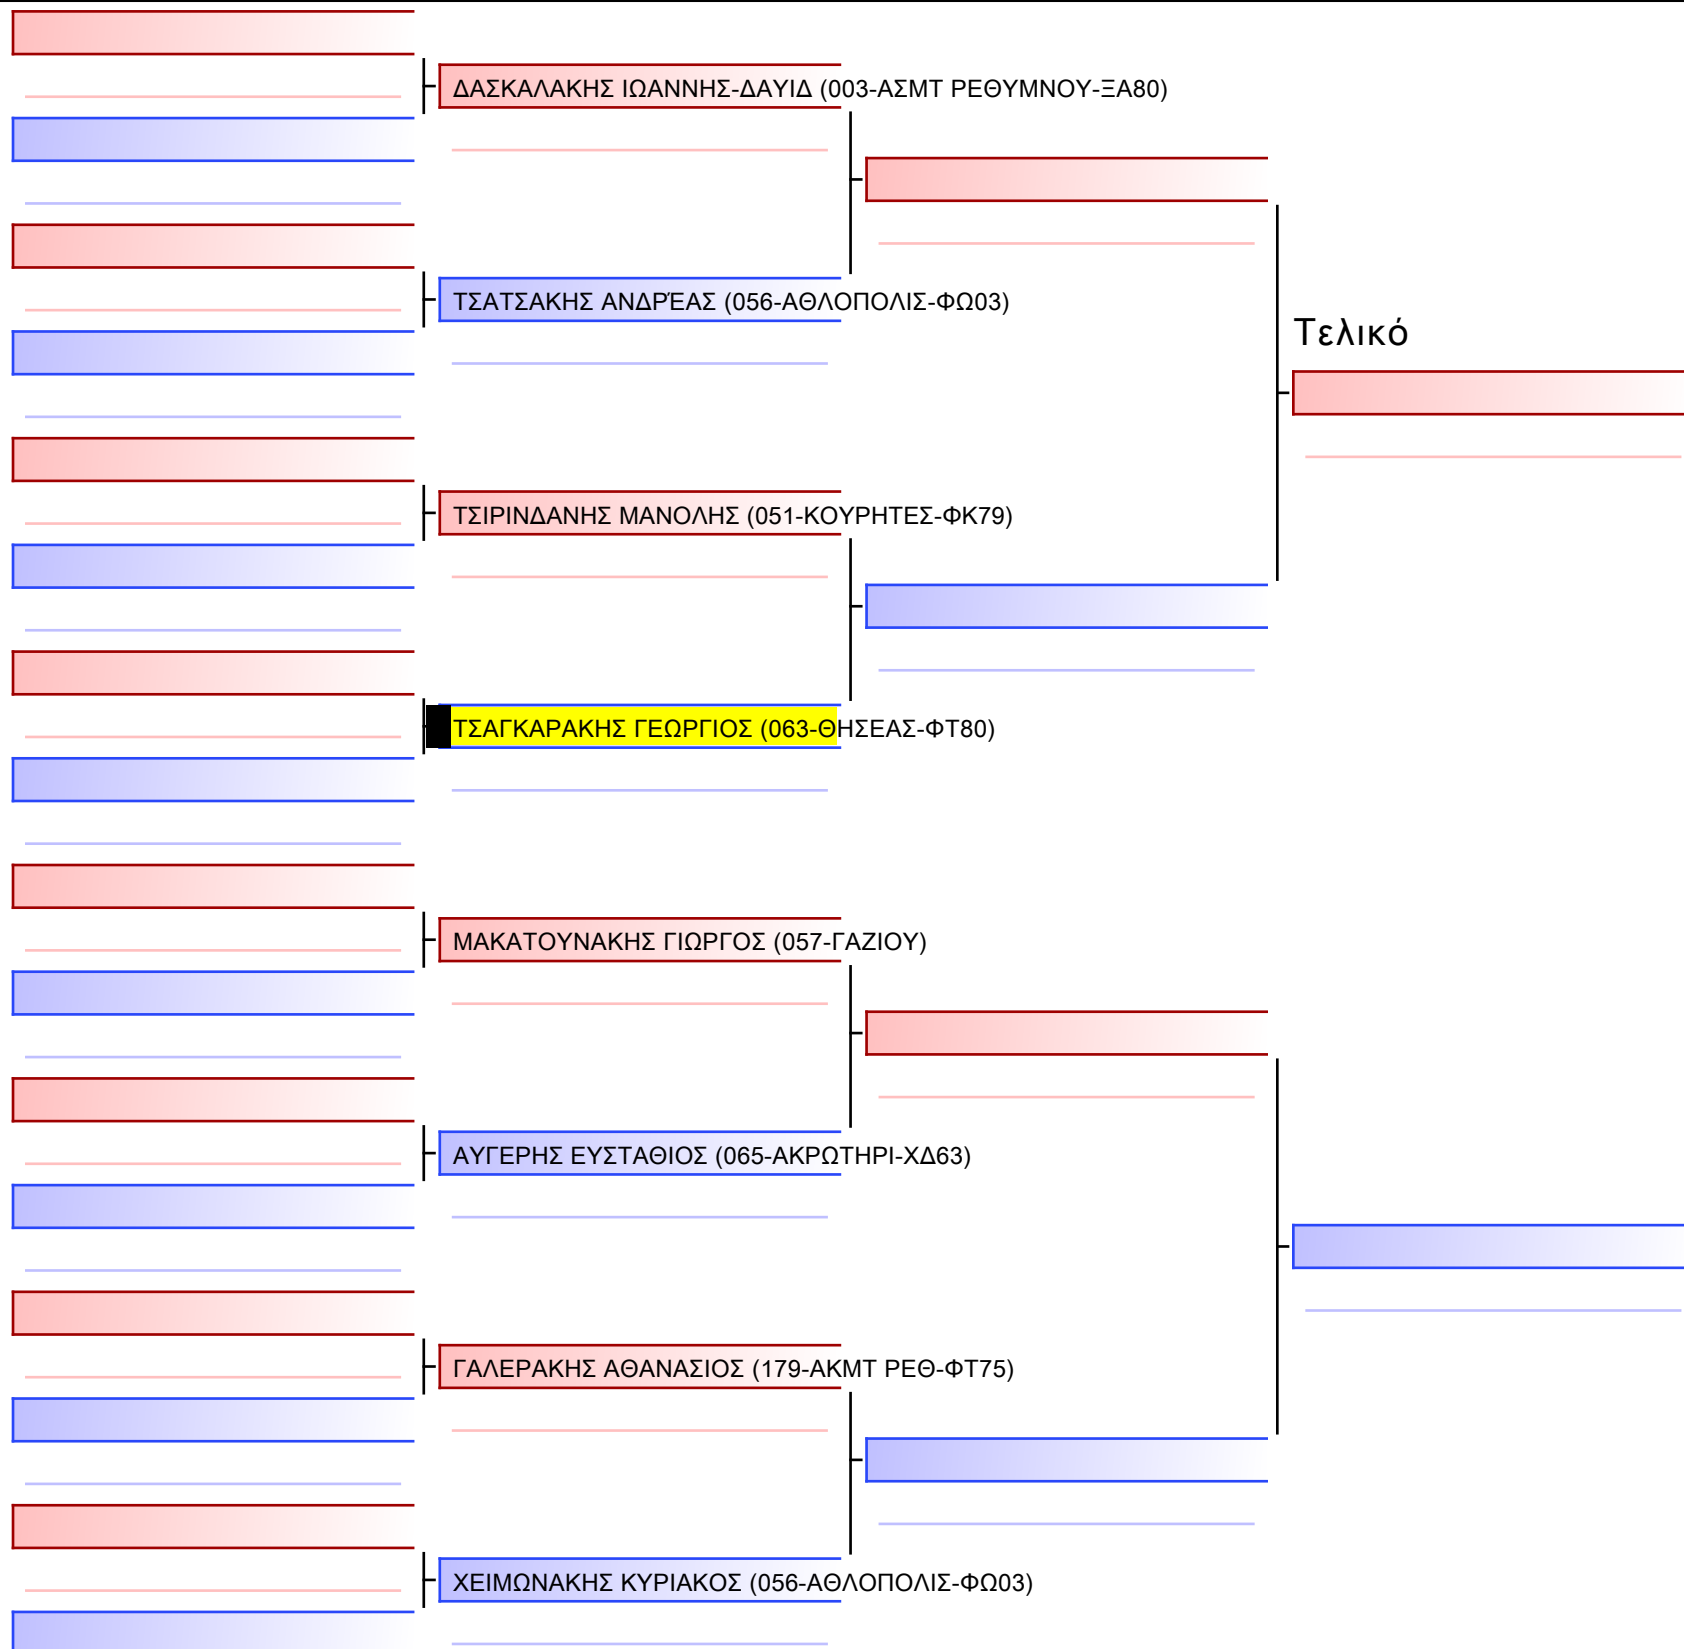 ΔΑΣΚΑΛΑΚΗΣ ΙΩΑΝΝΗΣ-ΔΑΥΙΔ (003-ΑΣΜΤ ΡΕΘΥΜΝΟΥ-ΞΑ80)
ΤΣΑΤΣΑΚΗΣ ΑΝΔΡΈΑΣ (056-ΑΘΛΟΠΟΛΙΣ-ΦΩ03)
Τελικό
ΤΣΙΡΙΝΔΑΝΗΣ ΜΑΝΟΛΗΣ (051-ΚΟΥΡΗΤΕΣ-ΦΚ79)
ΤΣΑΓΚΑΡΑΚΗΣ ΓΕΩΡΓΙΟΣ (063-ΘΗΣΕΑΣ-ΦΤ80)
ΜΑΚΑΤΟΥΝΑΚΗΣ ΓΙΩΡΓΟΣ (057-ΓΑΖΙΟΥ)
ΑΥΓΕΡΗΣ ΕΥΣΤΑΘΙΟΣ (065-ΑΚΡΩΤΗΡΙ-ΧΔ63)
ΓΑΛΕΡΑΚΗΣ ΑΘΑΝΑΣΙΟΣ (179-ΑΚΜΤ ΡΕΘ-ΦΤ75)
ΧΕΙΜΩΝΑΚΗΣ ΚΥΡΙΑΚΟΣ (056-ΑΘΛΟΠΟΛΙΣ-ΦΩ03)